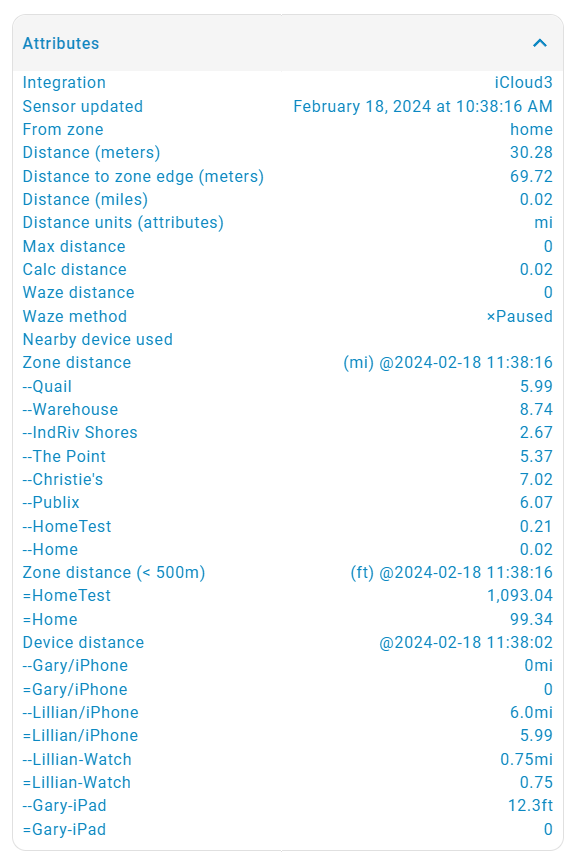 Attributes
Integration iCloud3
Sensor updated February 18, 2024 at 10:38:16 AM
From zone home
Distance (meters) 30.28
Distance to zone edge (meters) 69.72
Distance (miles) 0.02
Distance units (attributes) mi
Max distance 0
Calc distance 0.02
Waze distance 0
Waze method ×Paused
Nearby device used
Zone distance (mi) @2024-02-18 11:38:16
--Quail 5.99
--Warehouse 8.74
--IndRiv Shores 2.67
--The Point 5.37
--Christie's 7.02
--Publix 6.07
--HomeTest 0.21
--Home 0.02
Zone distance (< 500m) (ft) @2024-02-18 11:38:16
=HomeTest 1,093.04
=Home 99.34
Device distance @2024-02-18 11:38:02
--Gary/iPhone 0mi
=Gary/iPhone 0
--Lillian/iPhone 6.0mi
=Lillian/iPhone 5.99
--Lillian-Watch 0.75mi
=Lillian-Watch 0.75
--Gary-iPad 12.3ft
=Gary-iPad 0